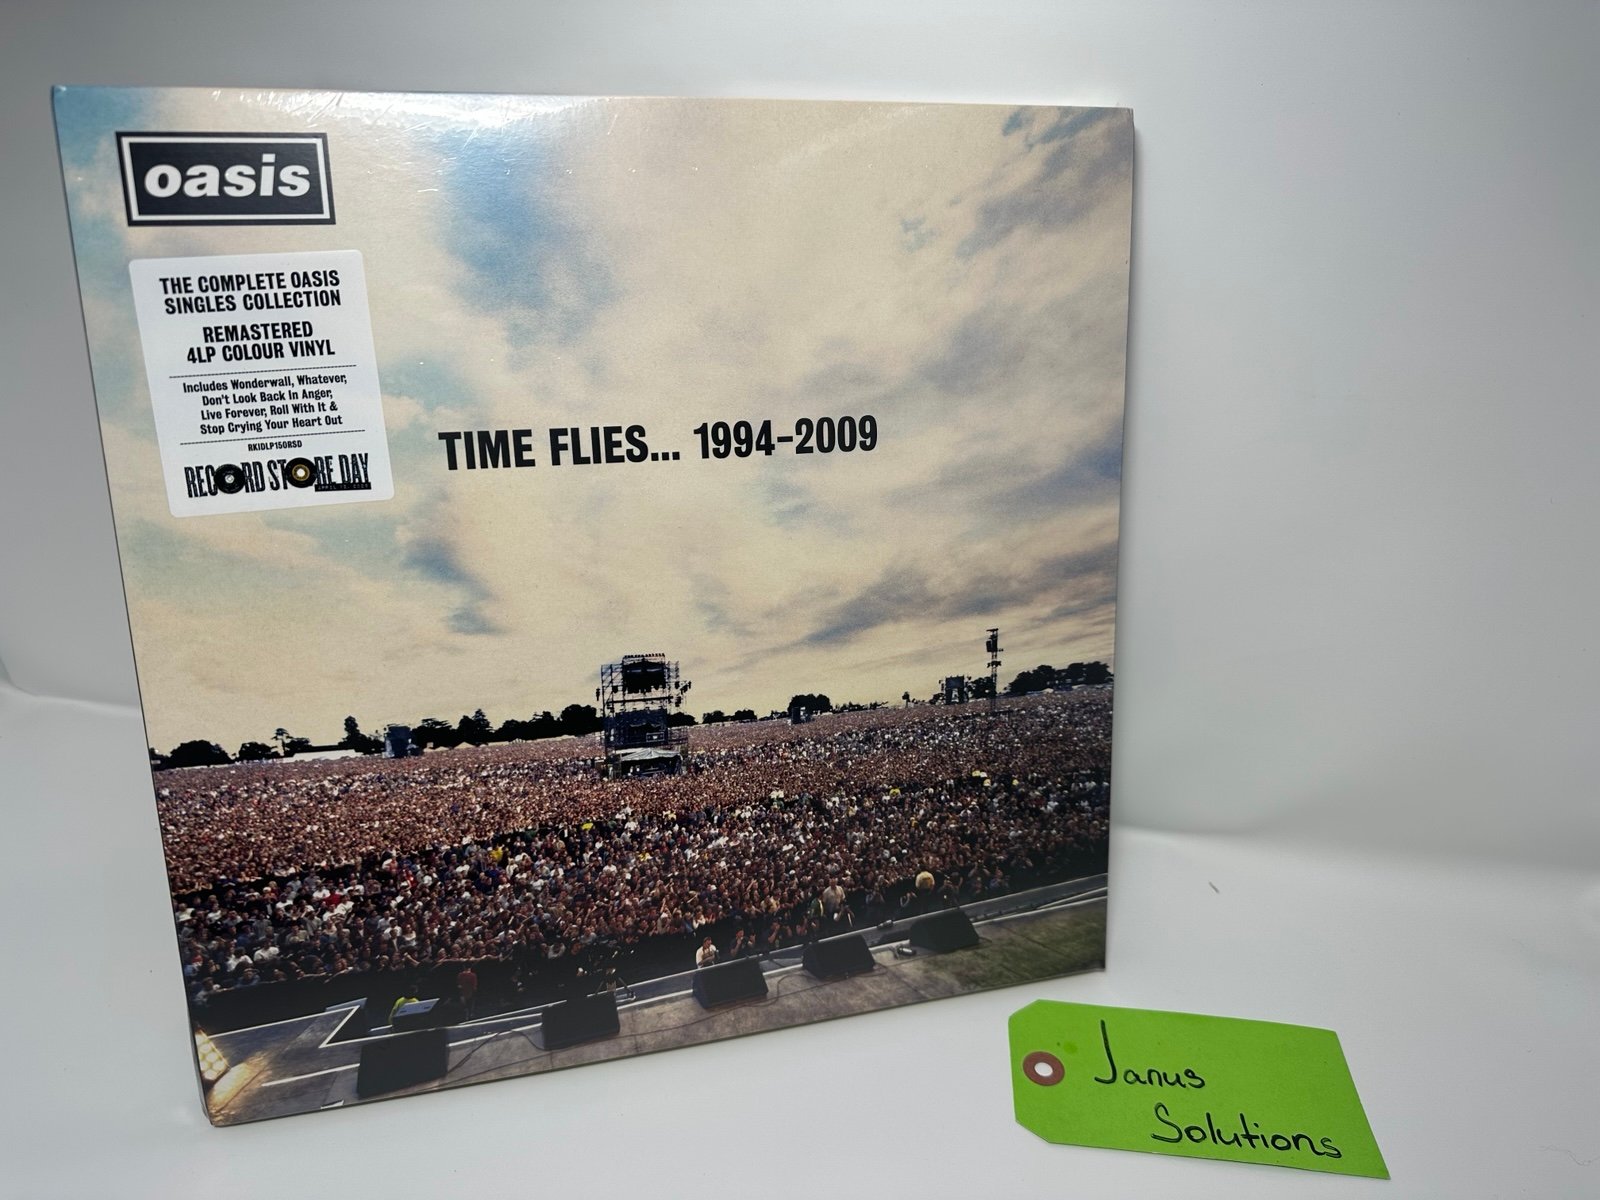 oasis
THE COMPLETE OASIS
SINGLES COLLECTION
REMASTERED
4LP COLOUR VINYL
Includes Wonderwall, Whatever,
Don't Look Back In Anger,
Live Forever, Roll With It &
Stop Crying Your Heart Out
RKIDLP150RSD
RECORD STORE DAY
TIME FLIES... 1994-2009
Janus
Solutions